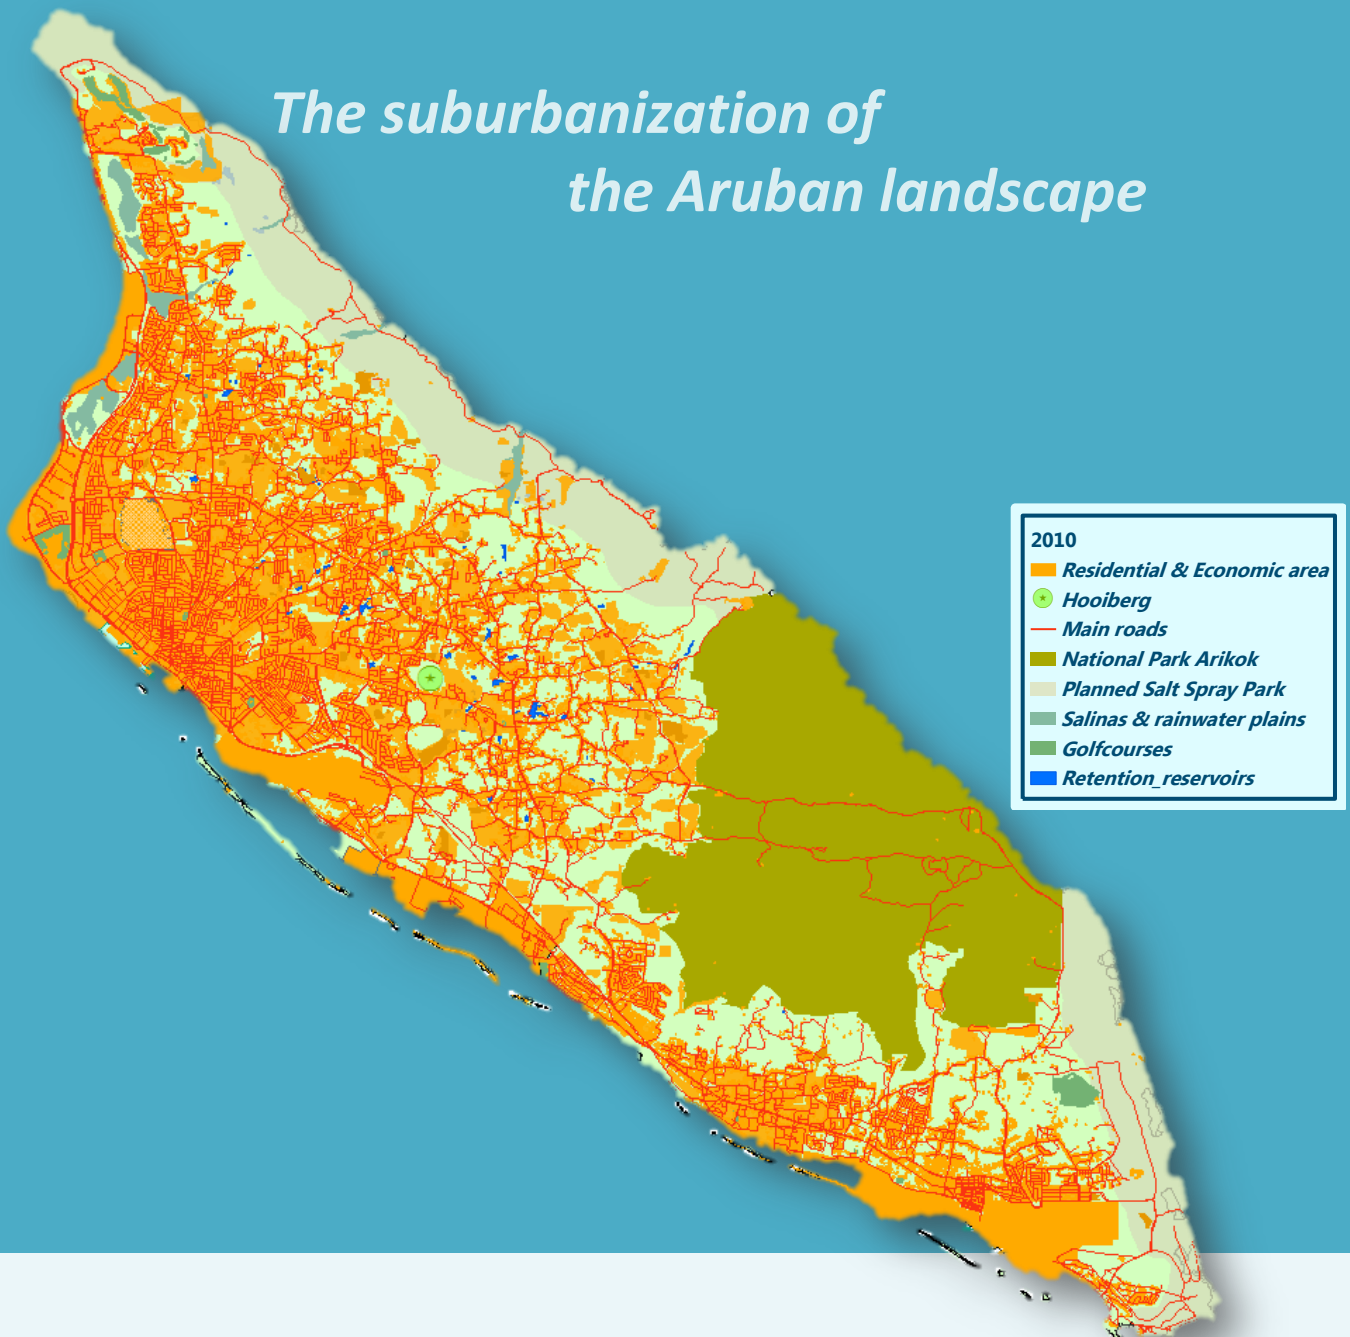 The suburbanization of
the Aruban landscape
2010
Residential & Economic area
Hooiberg
Main roads
National Park Arikok
Planned Salt Spray Park
Salinas & rainwater plains
Golfcourses
Retention_reservoirs